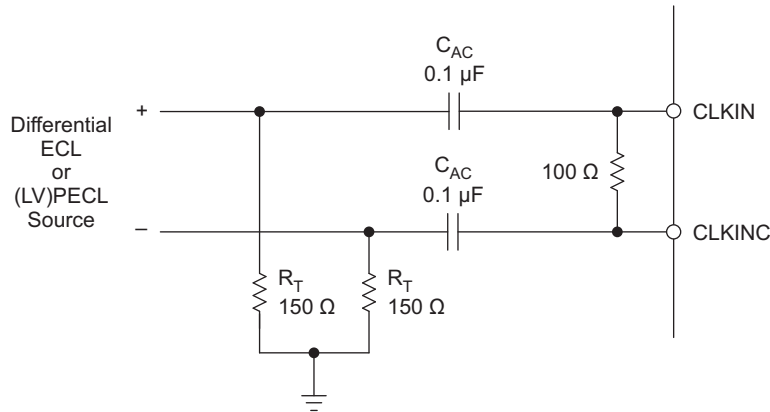 C_AC
0.1 μF
+
CLKIN
Differential
ECL
or
(LV)PECL
Source
100 Ω
C_AC
0.1 μF
–
CLKINC
R_T
150 Ω
R_T
150 Ω